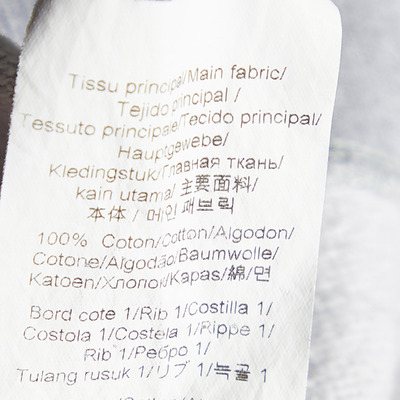 Tissu principal/Main fabric/
Tejido principal /
Tessuto principale/Tecido principal/
Hauptgewebe/
Kledingstuk/Главная ткань/
kain utama/ 主要面料/
本体 / 메인 패브릭
100% Coton/Cotton/Algodon/
Cotone/Algodão/Baumwolle/
Katoen/Хлопок/Kapas/綿/면
Bord cote 1/Rib 1/Costilla 1/
Costola 1/Costela 1/Rippe 1/
Rib 1/Ребро 1/
Tulang rusuk 1/リブ 1/늑골 1